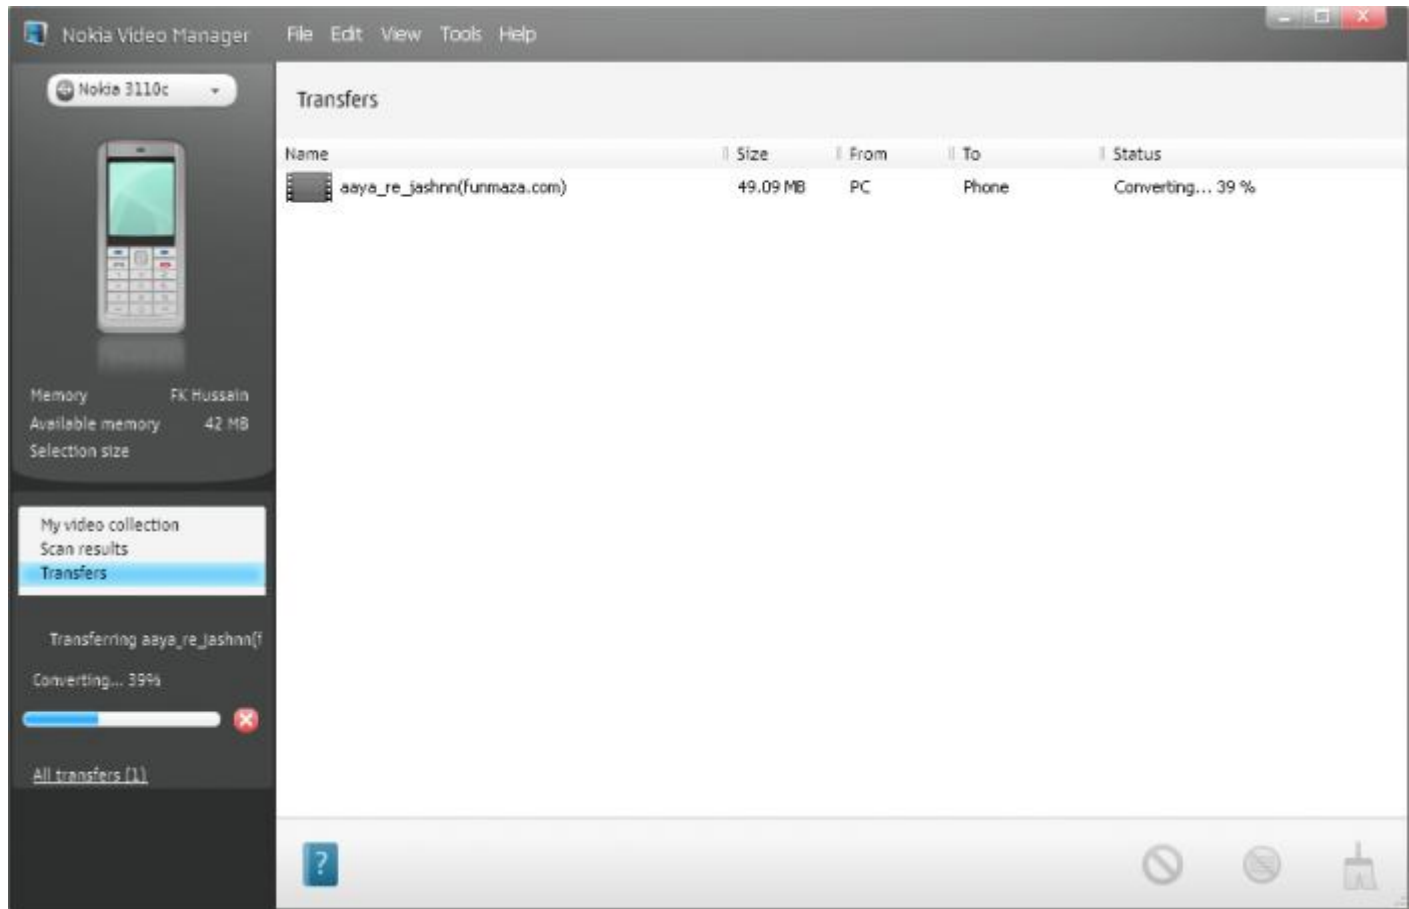 Nokia Video Manager File Edit View Tools Help
Nokia 3110c
Transfers
Name Size From To Status
aaya_re_jashnn(funmaza.com) 49.09 MB PC Phone Converting... 39 %
Memory FK Hussain
Available memory 42 MB
Selection size
My video collection
Scan results
Transfers
Transferring aaya_re_jashnn(f
Converting... 39%
All transfers (1)
?